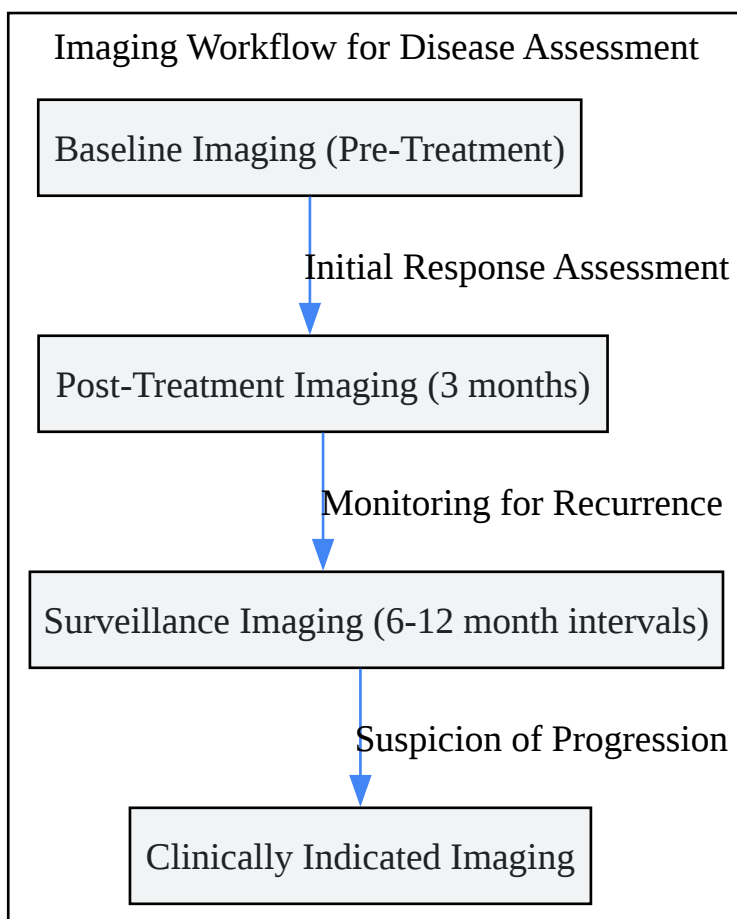 Imaging Workflow for Disease Assessment
Baseline Imaging (Pre-Treatment)
Initial Response Assessment
Post-Treatment Imaging (3 months)
Monitoring for Recurrence
Surveillance Imaging (6-12 month intervals)
Suspicion of Progression
Clinically Indicated Imaging